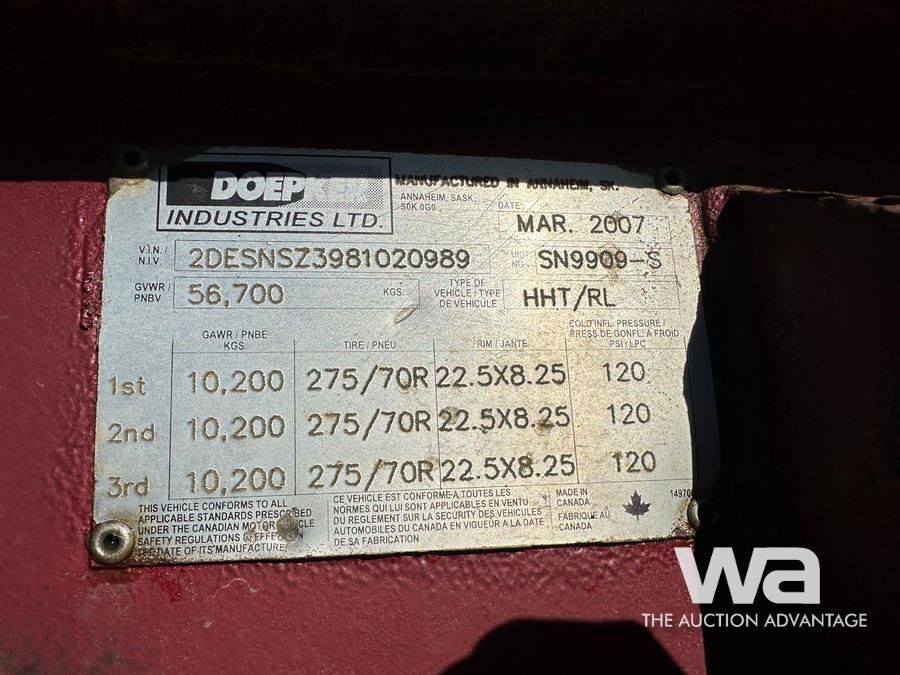 DOEPKER
INDUSTRIES LTD.
MANUFACTURED IN ANNAHEIM, SK.
ANNAHEIM, SASK.
S0K 0G0
DATE:
MAR. 2007
V.I.N. /
N.I.V.
2DESNSZ3981020989
UNIT
NO.
SN9909-S
GVWR /
PNBV
56,700
KGS.
TYPE OF
VEHICLE / TYPE
DE VEHICULE
HHT/RL
GAWR / PNBE
KGS.
TIRE / PNEU
RIM / JANTE
COLD INFL. PRESSURE /
PRESS DE GONFL. A FROID
PSI / LPC
1st 10,200 275/70R 22.5X8.25 120
2nd 10,200 275/70R 22.5X8.25 120
3rd 10,200 275/70R 22.5X8.25 120
THIS VEHICLE CONFORMS TO ALL
APPLICABLE STANDARDS PRESCRIBED
UNDER THE CANADIAN MOTOR VEHICLE
SAFETY REGULATIONS IN EFFECT ON
THE DATE OF ITS MANUFACTURE.
CE VEHICULE EST CONFORME A TOUTES LES
NORMES QUI LUI SONT APPLICABLES EN VERTU
DU REGLEMENT SUR LA SECURITY DES VEHICULES
AUTOMOBILES DU CANADA EN VIGUEUR A LA DATE
DE SA FABRICATION
MADE IN
CANADA
FABRIQUE AU
CANADA
wa
THE AUCTION ADVANTAGE